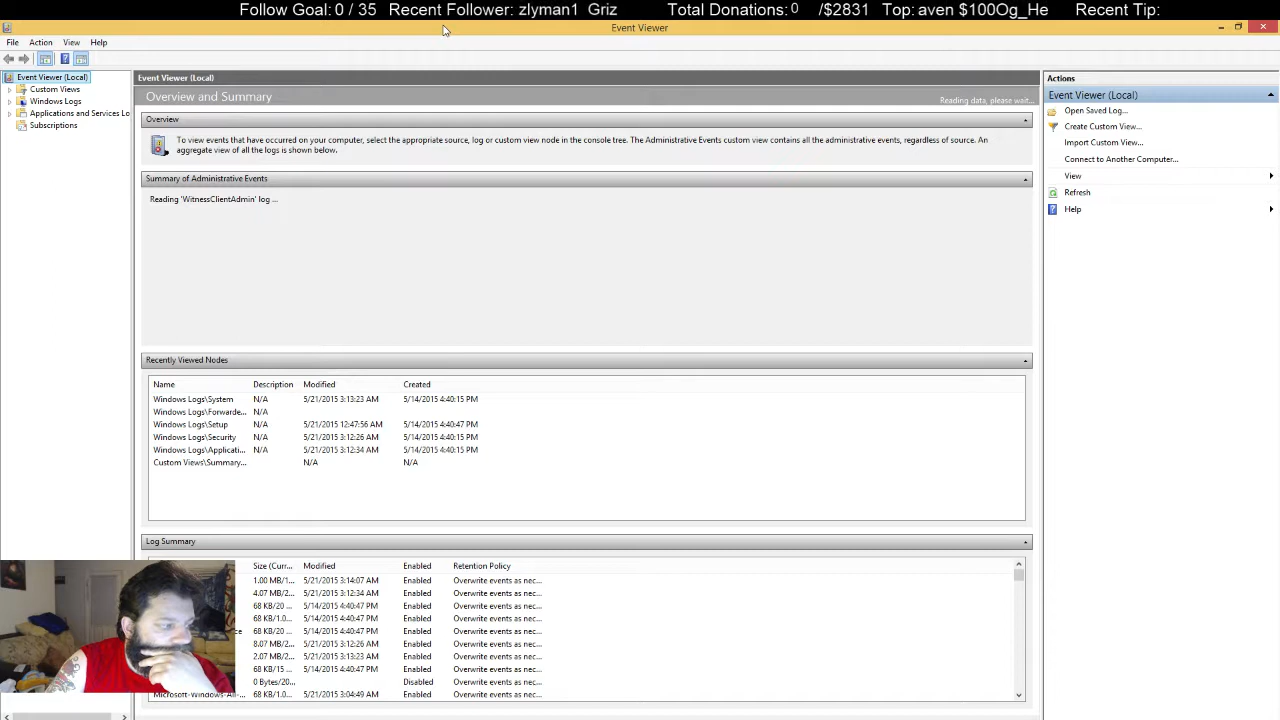 Follow Goal: 0 / 35 Recent Follower: zlyman1 Griz Total Donations: 0 /$2831 Top: aven $100Og_He Recent Tip:
Event Viewer
File Action View Help
Event Viewer (Local)
Custom Views
Windows Logs
Applications and Services Lo
Subscriptions
Event Viewer (Local)
Overview and Summary
Reading data, please wait...
Overview
To view events that have occurred on your computer, select the appropriate source, log or custom view node in the console tree. The Administrative Events custom view contains all the administrative events, regardless of source. An
aggregate view of all the logs is shown below.
Summary of Administrative Events
Reading 'WitnessClientAdmin' log ...
Recently Viewed Nodes
Name Description Modified Created
Windows Logs\System N/A 5/21/2015 3:13:23 AM 5/14/2015 4:40:15 PM
Windows Logs\Forwarde... N/A
Windows Logs\Setup N/A 5/21/2015 12:47:56 AM 5/14/2015 4:40:47 PM
Windows Logs\Security N/A 5/21/2015 3:12:26 AM 5/14/2015 4:40:15 PM
Windows Logs\Applicati... N/A 5/21/2015 3:12:34 AM 5/14/2015 4:40:15 PM
Custom Views\Summary... N/A N/A
Log Summary
Size (Curr... Modified Enabled Retention Policy
1.00 MB/1... 5/21/2015 3:14:07 AM Enabled Overwrite events as nec...
4.07 MB/2... 5/21/2015 3:12:34 AM Enabled Overwrite events as nec...
68 KB/20 ... 5/14/2015 4:40:47 PM Enabled Overwrite events as nec...
68 KB/1.0... 5/14/2015 4:40:47 PM Enabled Overwrite events as nec...
ce 68 KB/20 ... 5/14/2015 4:40:47 PM Enabled Overwrite events as nec...
8.07 MB/2... 5/21/2015 3:12:26 AM Enabled Overwrite events as nec...
2.07 MB/... 5/21/2015 3:13:23 AM Enabled Overwrite events as nec...
68 KB/15 ... 5/14/2015 4:40:47 PM Enabled Overwrite events as nec...
0 Bytes/20... Disabled Overwrite events as nec...
Microsoft-Windows-All-... 68 KB/1.0... 5/21/2015 3:04:49 AM Enabled Overwrite events as nec...
Actions
Event Viewer (Local)
Open Saved Log...
Create Custom View...
Import Custom View...
Connect to Another Computer...
View
Refresh
Help